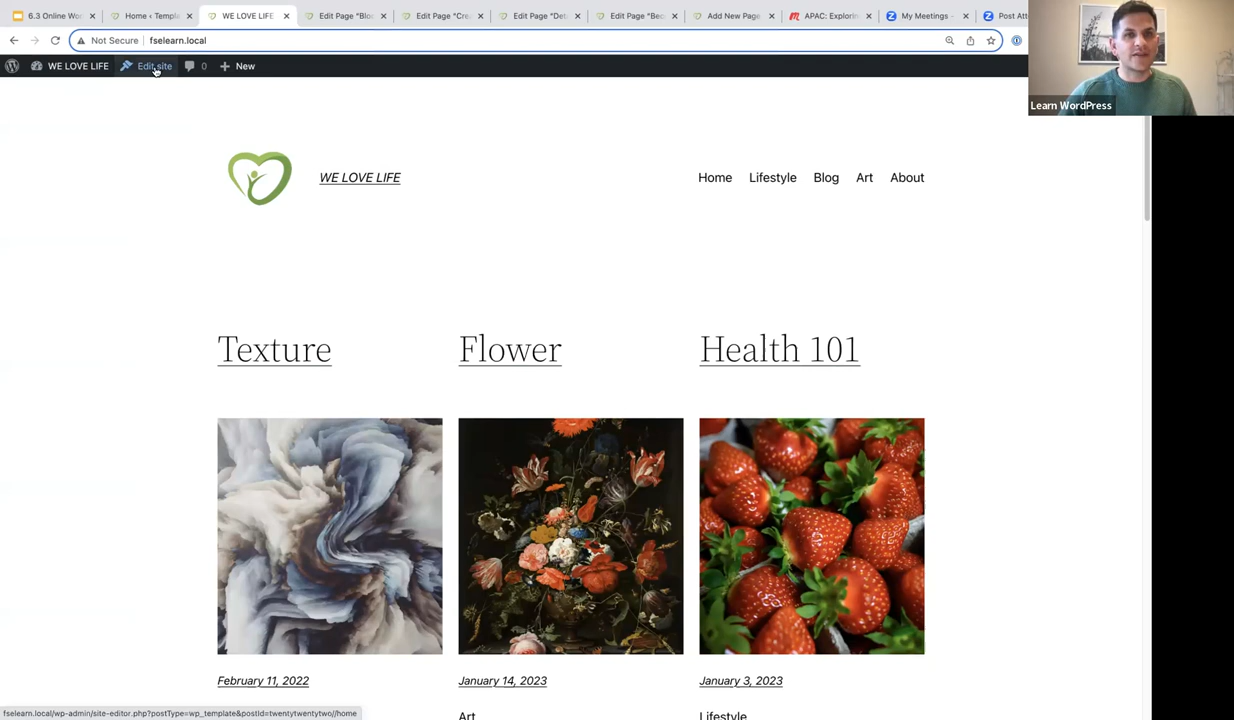 6.3 Online Wor
Home ‹ Templa
WE LOVE LIFE
Edit Page “Blo
Edit Page “Cre
Edit Page “Det
Edit Page “Bec
Add New Page
APAC: Explorin
My Meetings -
Post Att
Not Secure
fselearn.local
WE LOVE LIFE
Edit site
0
New
Learn WordPress
WE LOVE LIFE
Home
Lifestyle
Blog
Art
About
Texture
Flower
Health 101
February 11, 2022
January 14, 2023
January 3, 2023
Art
Lifestyle
fselearn.local/wp-admin/site-editor.php?postType=wp_template&postId=twentytwentytwo//home